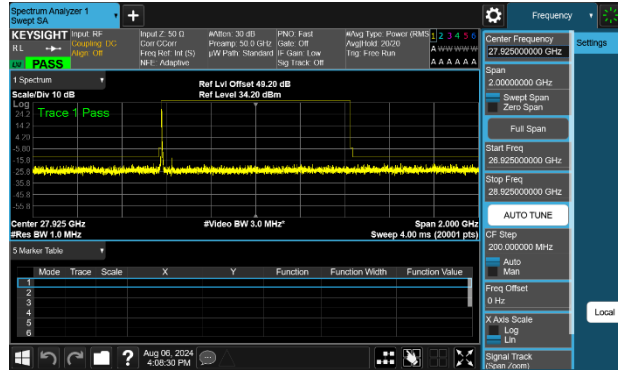 Spectrum Analyzer 1
Swept SA
Frequency
KEYSIGHT
RL
PASS
Input: RF
Coupling: DC
Align: Off
Input Z: 50 Ω
Corr CCorr
Freq Ref: Int (S)
NFE: Adaptive
#Atten: 30 dB
Preamp: 50.0 GHz
µW Path: Standard
PNO: Fast
Gate: Off
IF Gain: Low
Sig Track: Off
#Avg Type: Power (RMS
Avg|Hold: 20/20
Trig: Free Run
1 2 3 4 5 6
A W W W W W
A A A A A A
1 Spectrum
Scale/Div 10 dB
Log
Ref Lvl Offset 49.20 dB
Ref Level 34.20 dBm
Trace 1 Pass
24.2
14.2
4.20
-5.80
-15.8
-25.8
-35.8
-45.8
-55.8
Center 27.925 GHz
#Res BW 1.0 MHz
#Video BW 3.0 MHz*
Span 2.000 GHz
Sweep 4.00 ms (20001 pts)
5 Marker Table
Mode Trace Scale X Y Function Function Width Function Value
1
2
3
4
5
6
Aug 06, 2024
4:08:30 PM
Center Frequency
27.925000000 GHz
Settings
Span
2.00000000 GHz
Swept Span
Zero Span
Full Span
Start Freq
26.925000000 GHz
Stop Freq
28.925000000 GHz
AUTO TUNE
CF Step
200.000000 MHz
Auto
Man
Freq Offset
0 Hz
X Axis Scale
Log
Lin
Local
Signal Track
(Span Zoom)